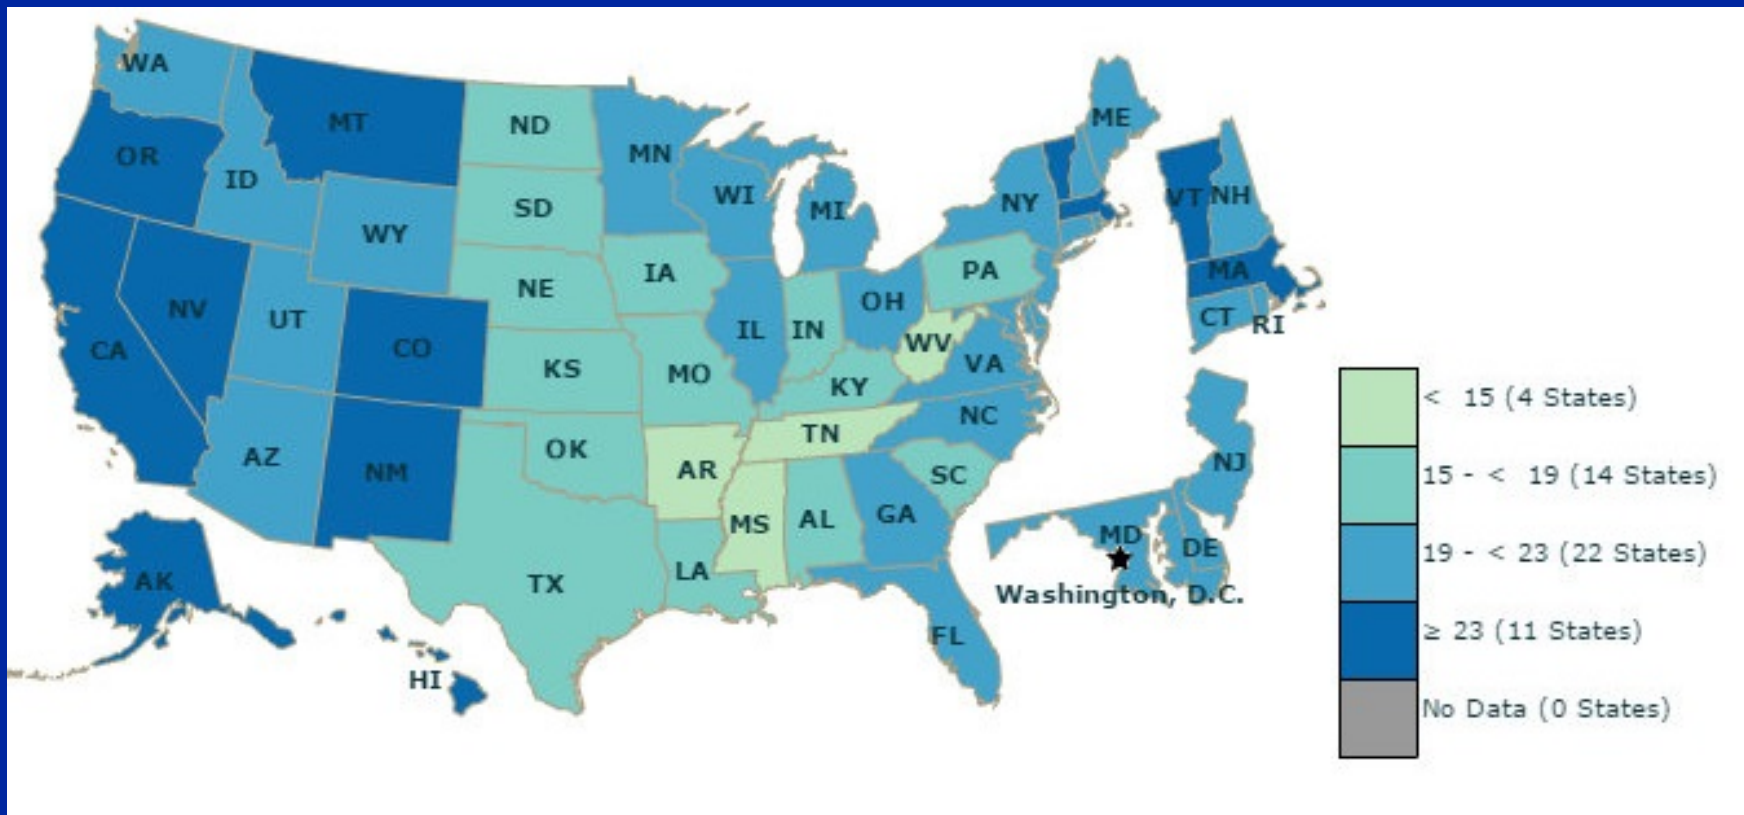 WA
MT
ND
OR
ID
MN
ME
SD
WI
MI
NY
VT
NH
WY
IA
PA
MA
NE
NV
UT
OH
IL
IN
CT
RI
CA
CO
KS
MO
WV
VA
KY
< 15 (4 States)
NC
TN
AZ
NM
OK
AR
SC
NJ
15 - < 19 (14 States)
MS
AL
GA
MD
DE
19 - < 23 (22 States)
AK
TX
LA
Washington, D.C.
FL
≥ 23 (11 States)
HI
No Data (0 States)